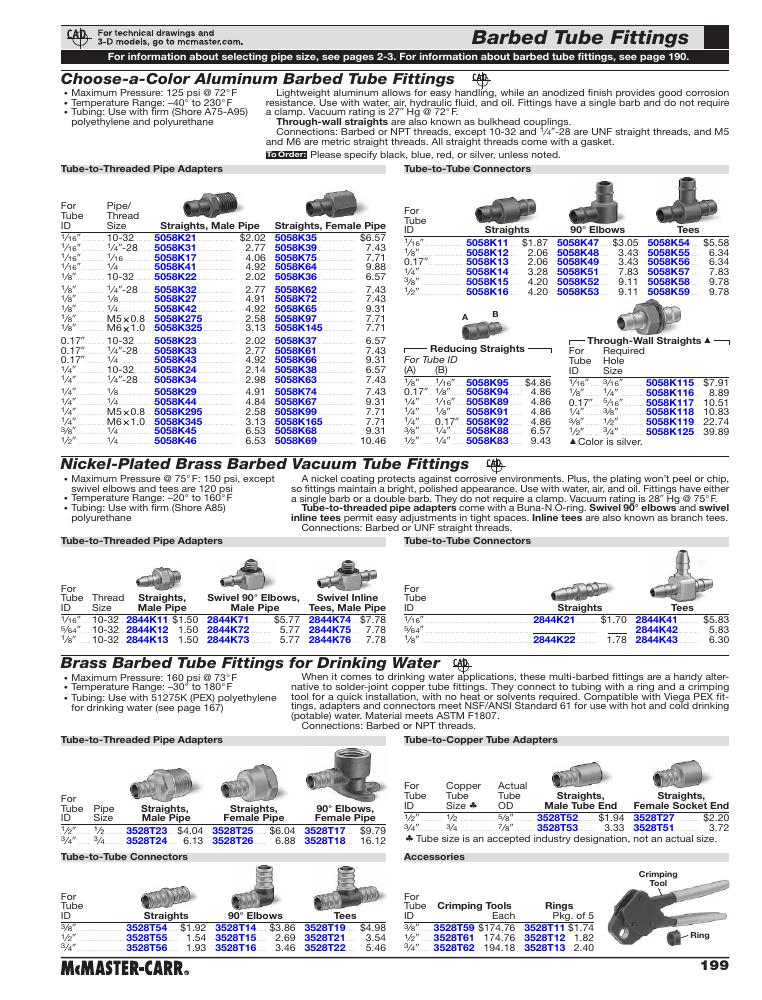 CAD
For technical drawings and
3-D models, go to mcmaster.com.
Barbed Tube Fittings
For information about selecting pipe size, see pages 2-3. For information about barbed tube fittings, see page 190.
Choose-a-Color Aluminum Barbed Tube Fittings CAD
• Maximum Pressure: 125 psi @ 72° F
• Temperature Range: –40° to 230° F
• Tubing: Use with firm (Shore A75-A95)
polyethylene and polyurethane
Lightweight aluminum allows for easy handling, while an anodized finish provides good corrosion
resistance. Use with water, air, hydraulic fluid, and oil. Fittings have a single barb and do not require
a clamp. Vacuum rating is 27" Hg @ 72° F.
Through-wall straights are also known as bulkhead couplings.
Connections: Barbed or NPT threads, except 10-32 and 1/4"-28 are UNF straight threads, and M5
and M6 are metric straight threads. All straight threads come with a gasket.
To Order: Please specify black, blue, red, or silver, unless noted.
Tube-to-Threaded Pipe Adapters
For Tube ID Pipe/ Thread Size Straights, Male Pipe Straights, Female Pipe
1/16" 10-32 5058K21 $2.02 5058K35 $6.57
1/16" 1/4"-28 5058K31 2.77 5058K39 7.43
1/16" 1/16 5058K17 4.06 5058K75 7.71
1/16" 1/4 5058K41 4.92 5058K64 9.88
1/8" 10-32 5058K22 2.02 5058K36 6.57
1/8" 1/4"-28 5058K32 2.77 5058K62 7.43
1/8" 1/8 5058K27 4.91 5058K72 7.43
1/8" 1/4 5058K42 4.92 5058K65 9.31
1/8" M5 x 0.8 5058K275 2.58 5058K97 7.71
1/8" M6 x 1.0 5058K325 3.13 5058K145 7.71
0.17" 10-32 5058K23 2.02 5058K37 6.57
0.17" 1/4"-28 5058K33 2.77 5058K61 7.43
0.17" 1/4 5058K43 4.92 5058K66 9.31
1/4" 10-32 5058K24 2.14 5058K38 6.57
1/4" 1/4"-28 5058K34 2.98 5058K63 7.43
1/4" 1/8 5058K29 4.91 5058K74 7.43
1/4" 1/4 5058K44 4.84 5058K67 9.31
1/4" M5 x 0.8 5058K295 2.58 5058K99 7.71
1/4" M6 x 1.0 5058K345 3.13 5058K165 7.71
3/8" 1/4 5058K45 6.53 5058K68 9.31
1/2" 1/4 5058K46 6.53 5058K69 10.46
Tube-to-Tube Connectors
For Tube ID Straights 90° Elbows Tees
1/16" 5058K11 $1.87 5058K47 $3.05 5058K54 $5.58
1/8" 5058K12 2.06 5058K48 3.43 5058K55 6.34
0.17" 5058K13 2.06 5058K49 3.43 5058K56 6.34
1/4" 5058K14 3.28 5058K51 7.83 5058K57 7.83
3/8" 5058K15 4.20 5058K52 9.11 5058K58 9.78
1/2" 5058K16 4.20 5058K53 9.11 5058K59 9.78
A B
Reducing Straights
For Tube ID
(A) (B)
1/8" 1/16" 5058K95 $4.86
0.17" 1/8" 5058K94 4.86
1/4" 1/16" 5058K89 4.86
1/4" 1/8" 5058K91 4.86
1/4" 0.17" 5058K92 4.86
3/8" 1/4" 5058K88 6.57
1/2" 1/4" 5058K83 9.43
Through-Wall Straights ▲
For Tube ID Required Hole Size
1/16" 3/16" 5058K115 $7.91
1/8" 1/4" 5058K116 8.89
0.17" 5/16" 5058K117 10.51
1/4" 3/8" 5058K118 10.83
3/8" 1/2" 5058K119 22.74
1/2" 3/4" 5058K125 39.89
▲ Color is silver.
Nickel-Plated Brass Barbed Vacuum Tube Fittings CAD
• Maximum Pressure @ 75° F: 150 psi, except
swivel elbows and tees are 120 psi
• Temperature Range: –20° to 160° F
• Tubing: Use with firm (Shore A85)
polyurethane
A nickel coating protects against corrosive environments. Plus, the plating won't peel or chip,
so fittings maintain a bright, polished appearance. Use with water, air, and oil. Fittings have either
a single barb or a double barb. They do not require a clamp. Vacuum rating is 28" Hg @ 75° F.
Tube-to-threaded pipe adapters come with a Buna-N O-ring. Swivel 90° elbows and swivel
inline tees permit easy adjustments in tight spaces. Inline tees are also known as branch tees.
Connections: Barbed or UNF straight threads.
Tube-to-Threaded Pipe Adapters
For Tube ID Thread Size Straights, Male Pipe Swivel 90° Elbows, Male Pipe Swivel Inline Tees, Male Pipe
1/16" 10-32 2844K11 $1.50 2844K71 $5.77 2844K74 $7.78
5/64" 10-32 2844K12 1.50 2844K72 5.77 2844K75 7.78
1/8" 10-32 2844K13 1.50 2844K73 5.77 2844K76 7.78
Tube-to-Tube Connectors
For Tube ID Straights Tees
1/16" 2844K21 $1.70 2844K41 $5.83
5/64" 2844K42 5.83
1/8" 2844K22 1.78 2844K43 6.30
Brass Barbed Tube Fittings for Drinking Water CAD
• Maximum Pressure: 160 psi @ 73° F
• Temperature Range: –30° to 180° F
• Tubing: Use with 51275K (PEX) polyethylene
for drinking water (see page 167)
When it comes to drinking water applications, these multi-barbed fittings are a handy alter-
native to solder-joint copper tube fittings. They connect to tubing with a ring and a crimping
tool for a quick installation, with no heat or solvents required. Compatible with Viega PEX fit-
tings, adapters and connectors meet NSF/ANSI Standard 61 for use with hot and cold drinking
(potable) water. Material meets ASTM F1807.
Connections: Barbed or NPT threads.
Tube-to-Threaded Pipe Adapters
For Tube ID Pipe Size Straights, Male Pipe Straights, Female Pipe 90° Elbows, Female Pipe
1/2" 1/2 3528T23 $4.04 3528T25 $6.04 3528T17 $9.79
3/4" 3/4 3528T24 6.13 3528T26 6.88 3528T18 16.12
Tube-to-Copper Tube Adapters
For Tube ID Copper Tube Size ♣ Actual Tube OD Straights, Male Tube End Straights, Female Socket End
1/2" 1/2 5/8" 3528T52 $1.94 3528T27 $2.20
3/4" 3/4 7/8" 3528T53 3.33 3528T51 3.72
♣ Tube size is an accepted industry designation, not an actual size.
Tube-to-Tube Connectors
For Tube ID Straights 90° Elbows Tees
3/8" 3528T54 $1.92 3528T14 $3.86 3528T19 $4.98
1/2" 3528T55 1.54 3528T15 2.69 3528T21 3.54
3/4" 3528T56 1.93 3528T16 3.46 3528T22 5.46
Accessories
Crimping Tool
Ring
For Tube ID Crimping Tools Each Rings Pkg. of 5
3/8" 3528T59 $174.76 3528T11 $1.74
1/2" 3528T61 174.76 3528T12 1.82
3/4" 3528T62 194.18 3528T13 2.40
McMASTER-CARR®
199